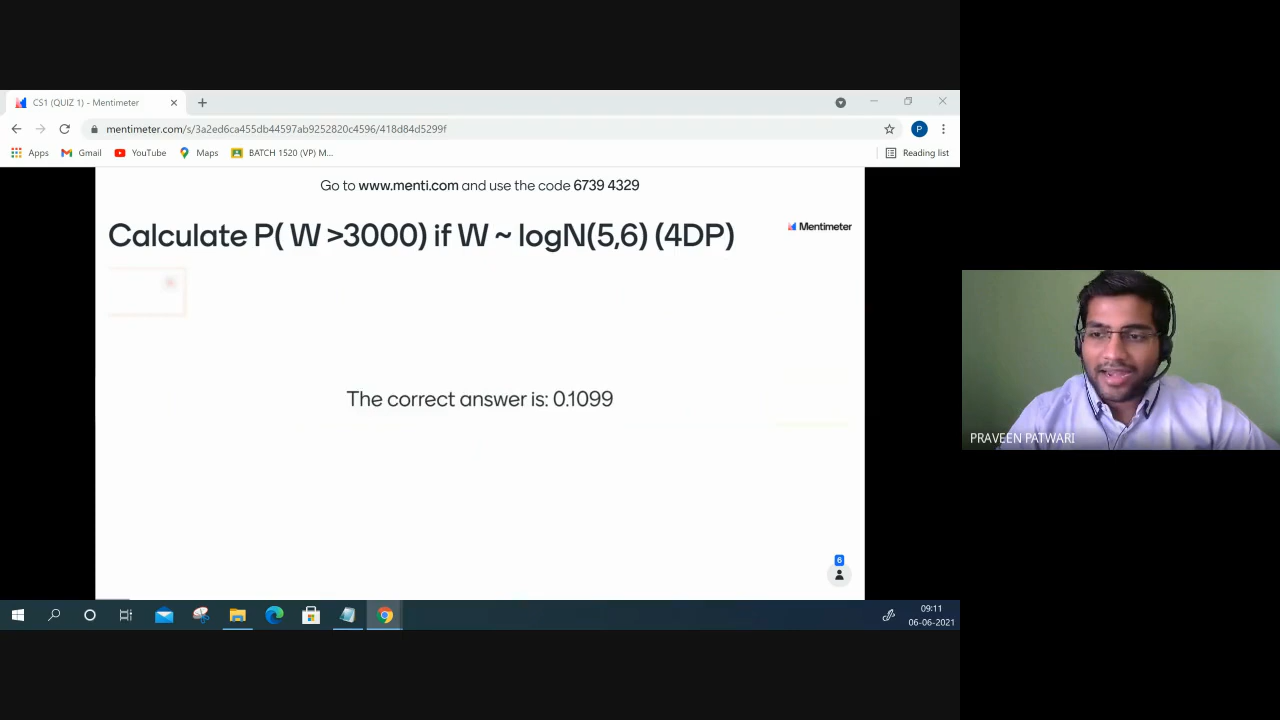 CS1 (QUIZ 1) - Mentimeter
mentimeter.com/s/3a2ed6ca455db44597ab9252820c4596/418d84d5299f
P
Apps
Gmail
YouTube
Maps
BATCH 1520 (VP) M...
Reading list
Go to www.menti.com and use the code 6739 4329
Calculate P( W >3000) if W ~ logN(5,6) (4DP)
Mentimeter
The correct answer is: 0.1099
PRAVEEN PATWARI
6
09:11
06-06-2021